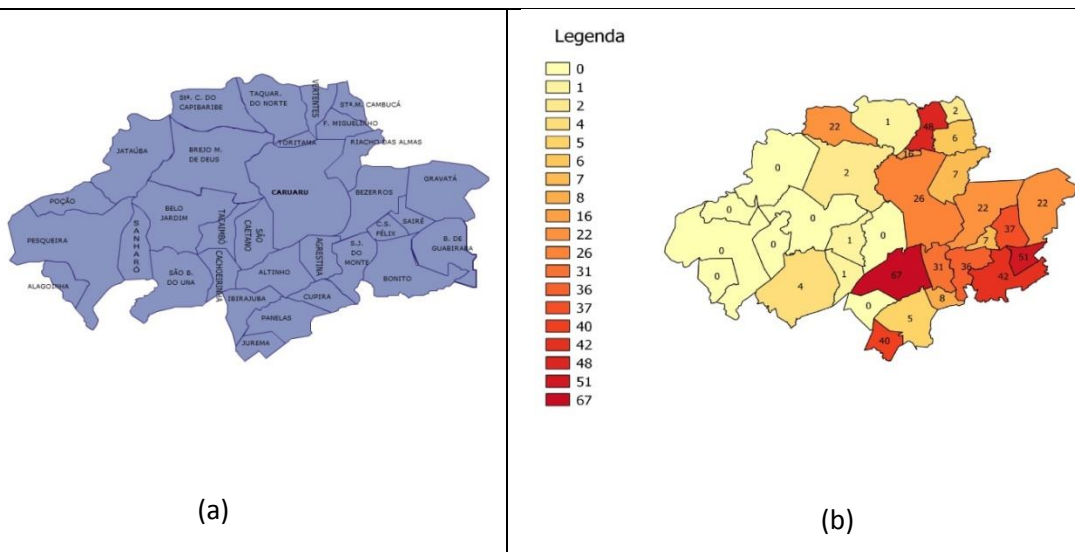 Stª. C. DO
CAPIBARIBE
TAQUAR.
DO NORTE
VERTENTES
STª.M. CAMBUCÁ
F. MIGUELINHO
TORITAMA
RIACHO DAS ALMAS
JATAÚBA
BREJO M.
DE DEUS
CARUARU
BEZERROS
GRAVATÁ
POÇÃO
BELO
JARDIM
TACAIMBO
SÃO
CAETANO
C.S.
FÉLIX
SAIRÉ
PESQUEIRA
SANHARÓ
CACHOEIRINHA
AGRESTINA
S.J.
DO
MONTE
B. DE
GUABIRABA
ALAGOINHA
SÃO B.
DO UNA
ALTINHO
BONITO
IBIRAJUBA
CUPIRA
PANELAS
JUREMA
(a)
Legenda
0
1
2
4
5
6
7
8
16
22
26
31
36
37
40
42
48
51
67
22
1
48
2
6
16
0
2
26
7
22
22
0
0
37
0
1
0
7
0
51
0
67
31
36
42
4
1
0
8
5
40
(b)